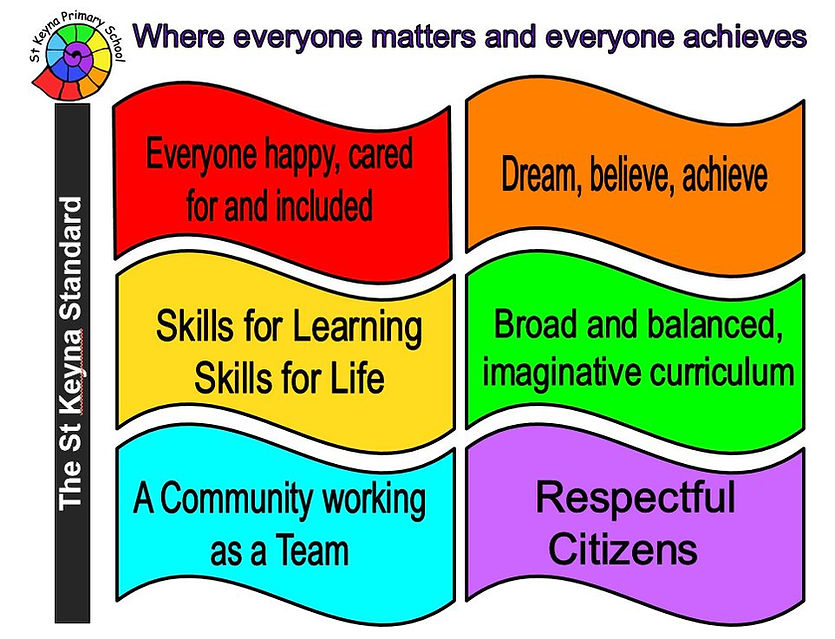 St Keyna Primary School
Where everyone matters and everyone achieves
The St Keyna Standard
Everyone happy, cared
for and included
Dream, believe, achieve
Skills for Learning
Skills for Life
Broad and balanced,
imaginative curriculum
A Community working
as a Team
Respectful
Citizens